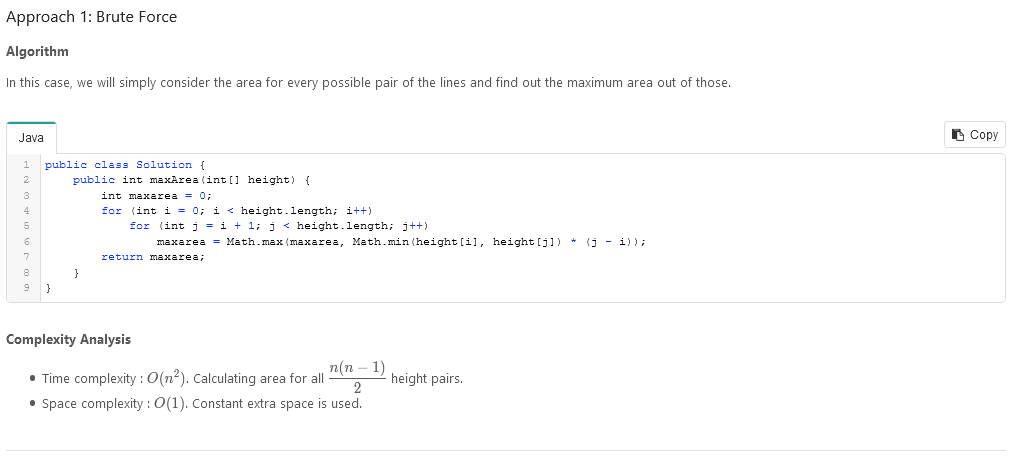 Approach 1: Brute Force
Algorithm
In this case, we will simply consider the area for every possible pair of the lines and find out the maximum area out of those.
Java
Copy
1 public class Solution {
2     public int maxArea(int[] height) {
3         int maxarea = 0;
4         for (int i = 0; i < height.length; i++)
5             for (int j = i + 1; j < height.length; j++)
6                 maxarea = Math.max(maxarea, Math.min(height[i], height[j]) * (j - i));
7         return maxarea;
8     }
9 }
Complexity Analysis
• Time complexity : O(n²). Calculating area for all n(n − 1)/2 height pairs.
• Space complexity : O(1). Constant extra space is used.